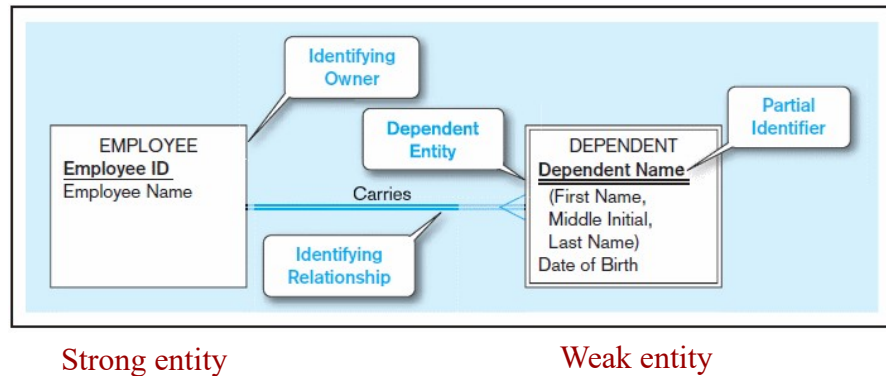 Identifying
Owner
Partial
Identifier
Dependent
Entity
EMPLOYEE
Employee ID
Employee Name
DEPENDENT
Dependent Name
(First Name,
Middle Initial,
Last Name)
Date of Birth
Carries
Identifying
Relationship
Strong entity
Weak entity